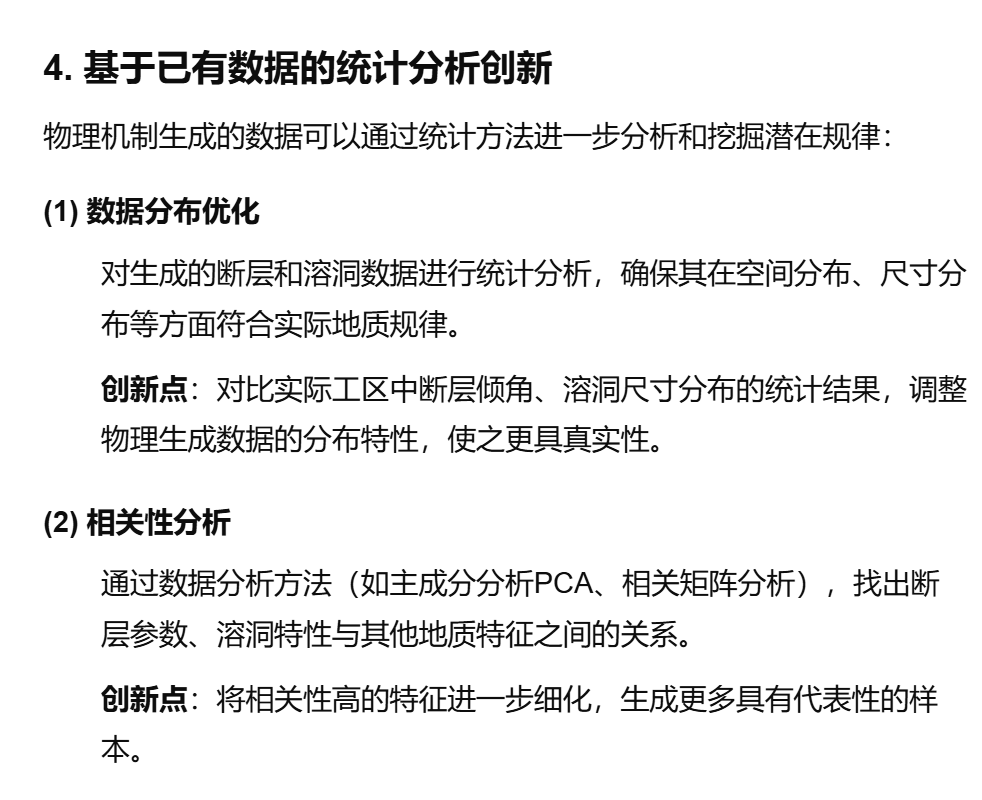 4. 基于已有数据的统计分析创新
物理机制生成的数据可以通过统计方法进一步分析和挖掘潜在规律：
(1) 数据分布优化
对生成的断层和溶洞数据进行统计分析，确保其在空间分布、尺寸分
布等方面符合实际地质规律。
创新点：对比实际工区中断层倾角、溶洞尺寸分布的统计结果，调整
物理生成数据的分布特性，使之更具真实性。
(2) 相关性分析
通过数据分析方法（如主成分分析PCA、相关矩阵分析），找出断
层参数、溶洞特性与其他地质特征之间的关系。
创新点：将相关性高的特征进一步细化，生成更多具有代表性的样
本。